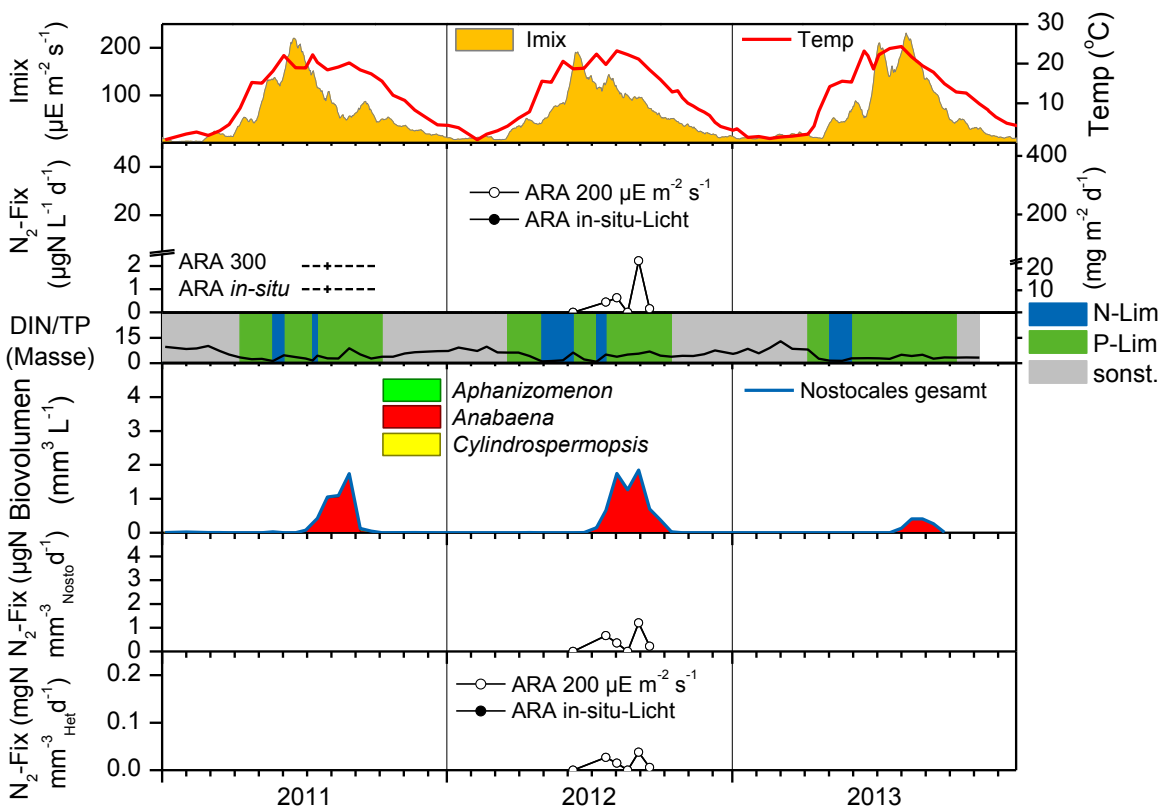 Imix
(µE m⁻² s⁻¹)
200
100
Imix
Temp
30
20
10
Temp (°C)
N₂-Fix
(µgN L⁻¹ d⁻¹)
40
20
2
1
0
ARA 200 µE m⁻² s⁻¹
ARA in-situ-Licht
ARA 300
ARA in-situ
400
200
20
10
(mg m⁻² d⁻¹)
DIN/TP
(Masse)
15
0
N-Lim
P-Lim
sonst.
Biovolumen
(mm³ L⁻¹)
4
3
2
1
0
Aphanizomenon
Anabaena
Cylindrospermopsis
Nostocales gesamt
N₂-Fix (µgN
mm⁻³ Nosto d⁻¹)
4
3
2
1
0
N₂-Fix (mgN
mm⁻³ Het d⁻¹)
0.2
0.1
0.0
ARA 200 µE m⁻² s⁻¹
ARA in-situ-Licht
2011 2012 2013